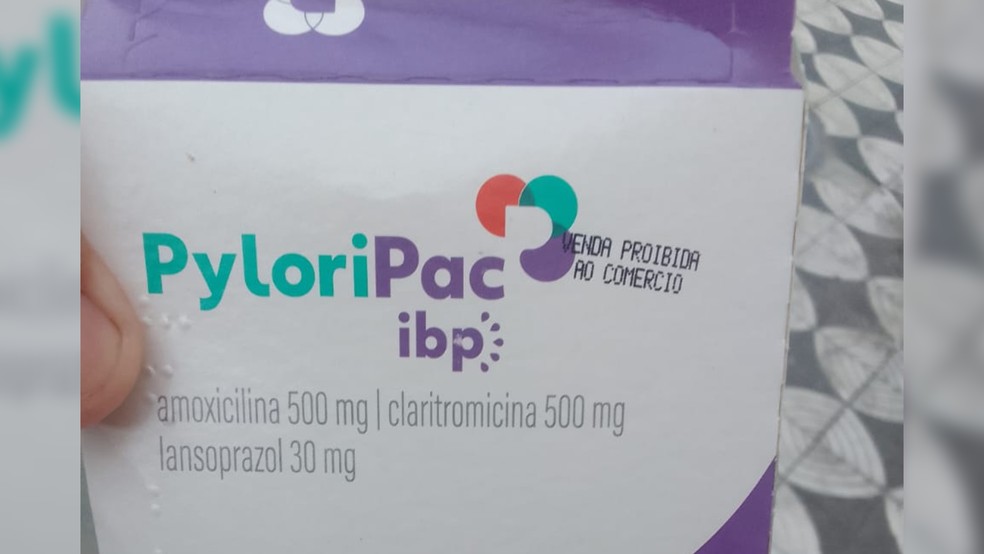 PyloriPac
ibp
VENDA PROIBIDA
AO COMERCIO
amoxicilina 500 mg | claritromicina 500 mg
lansoprazol 30 mg